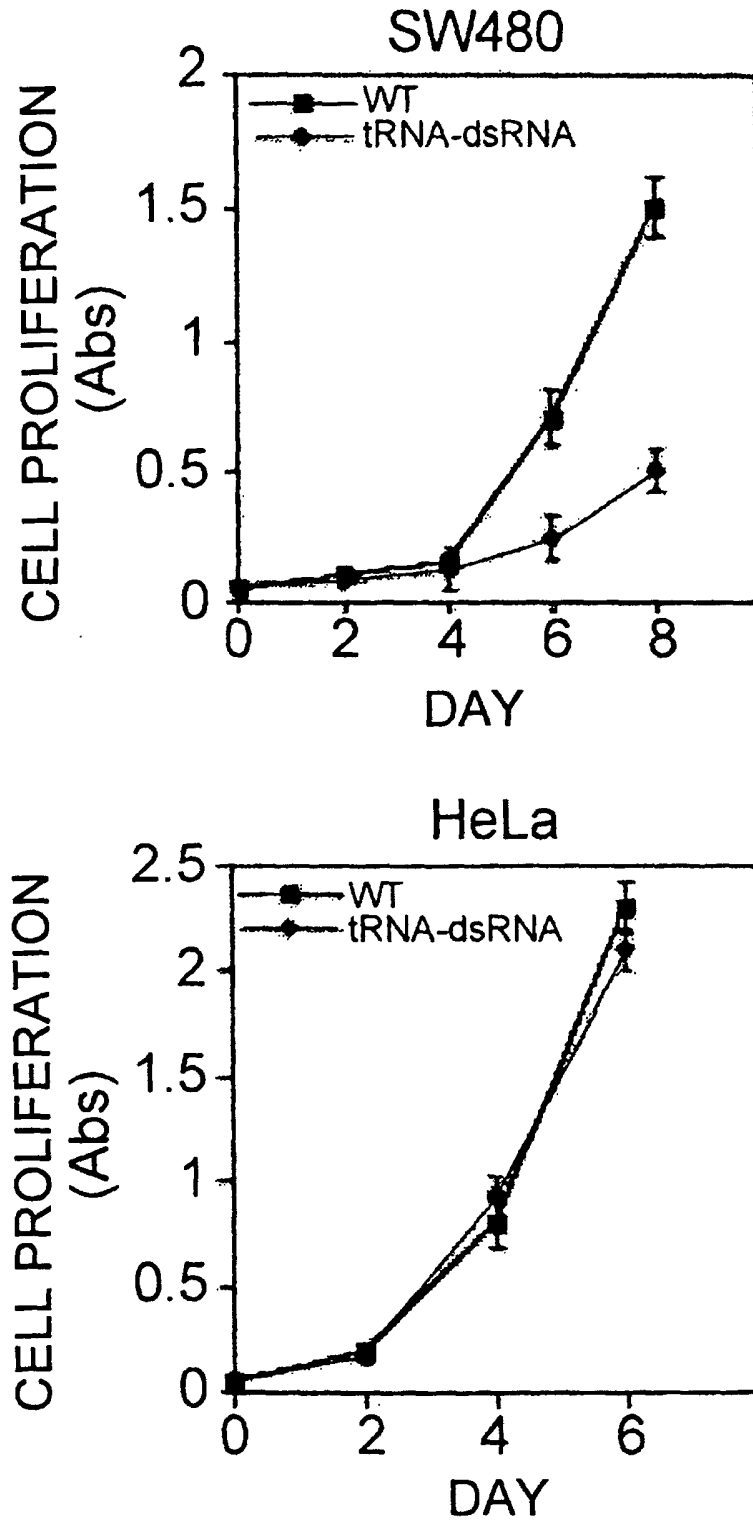 SW480
CELL PROLIFERATION
(Abs)
2
1.5
1
0.5
0
WT
tRNA-dsRNA
0 2 4 6 8
DAY
HeLa
CELL PROLIFERATION
(Abs)
2.5
2
1.5
1
0.5
0
WT
tRNA-dsRNA
0 2 4 6
DAY